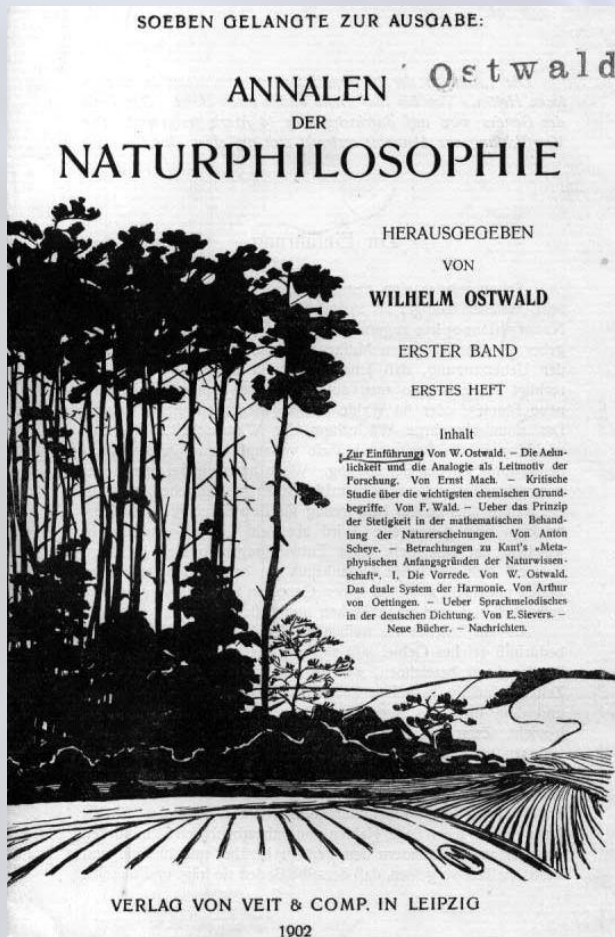 SOEBEN GELANGTE ZUR AUSGABE:
Ostwald
ANNALEN
DER
NATURPHILOSOPHIE
HERAUSGEGEBEN
VON
WILHELM OSTWALD
ERSTER BAND
ERSTES HEFT
Inhalt
Zur Einführung. Von W. Ostwald. – Die Aehn-
lichkeit und die Analogie als Leitmotiv der
Forschung. Von Ernst Mach. – Kritische
Studie über die wichtigsten chemischen Grund-
begriffe. Von F. Wald. – Ueber das Prinzip
der Stetigkeit in der mathematischen Behand-
lung der Naturerscheinungen. Von Anton
Scheye. – Betrachtungen zu Kant's „Meta-
physischen Anfangsgründen der Naturwissen-
schaft“, I. Die Vorrede. Von W. Ostwald.
Das duale System der Harmonie. Von Arthur
von Oettingen. – Ueber Sprachmelodisches
in der deutschen Dichtung. Von E. Sievers. –
Neue Bücher. – Nachrichten.
VERLAG VON VEIT & COMP. IN LEIPZIG
1902